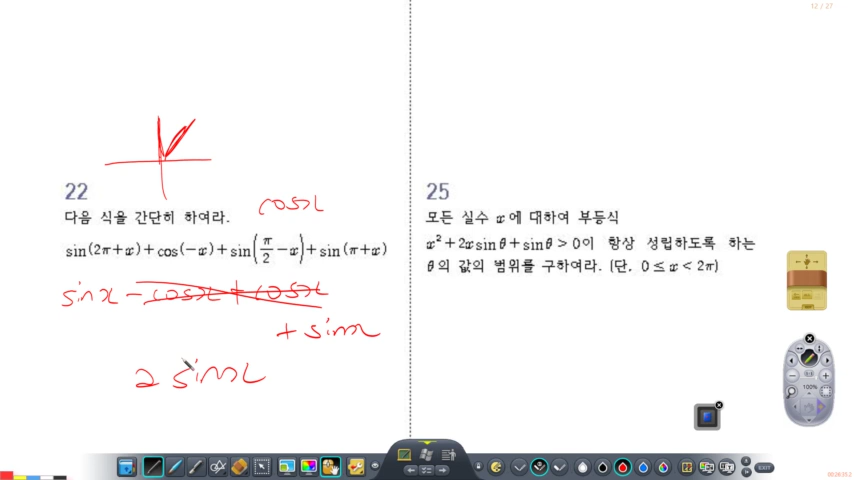 12 / 27
22
다음 식을 간단히 하여라.
cosx
sin(2π+x)+cos(-x)+sin(π/2-x)+sin(π+x)
sinx - cosx + cosx
+ sinx
2 sinx
25
모든 실수 x에 대하여 부등식
x²+2xsinθ+sinθ>0이 항상 성립하도록 하는
θ의 값의 범위를 구하여라. (단, 0≤x<2π)
100%
EXIT